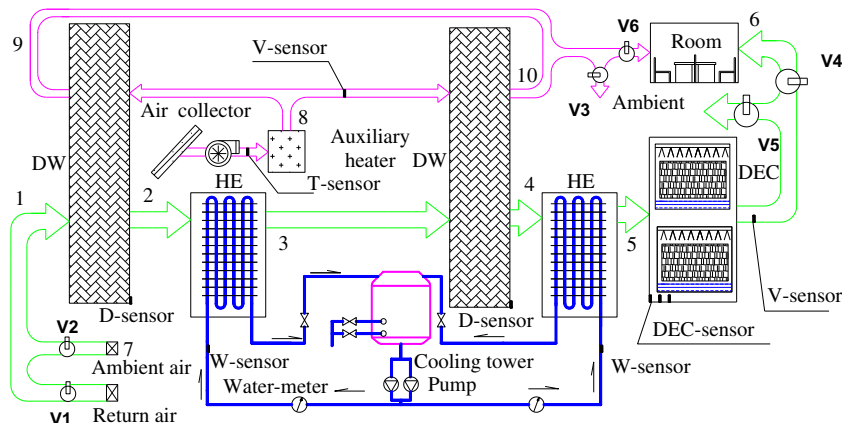 9
V-sensor
10
V6
Room
6
V4
V3
Ambient
V5
Air collector
8
Auxiliary
heater
DW
DW
T-sensor
1
2
HE
3
4
HE
5
DEC
D-sensor
D-sensor
V-sensor
DEC-sensor
V2
7
Ambient air
W-sensor
Cooling tower
W-sensor
Water-meter
Pump
V1
Return air